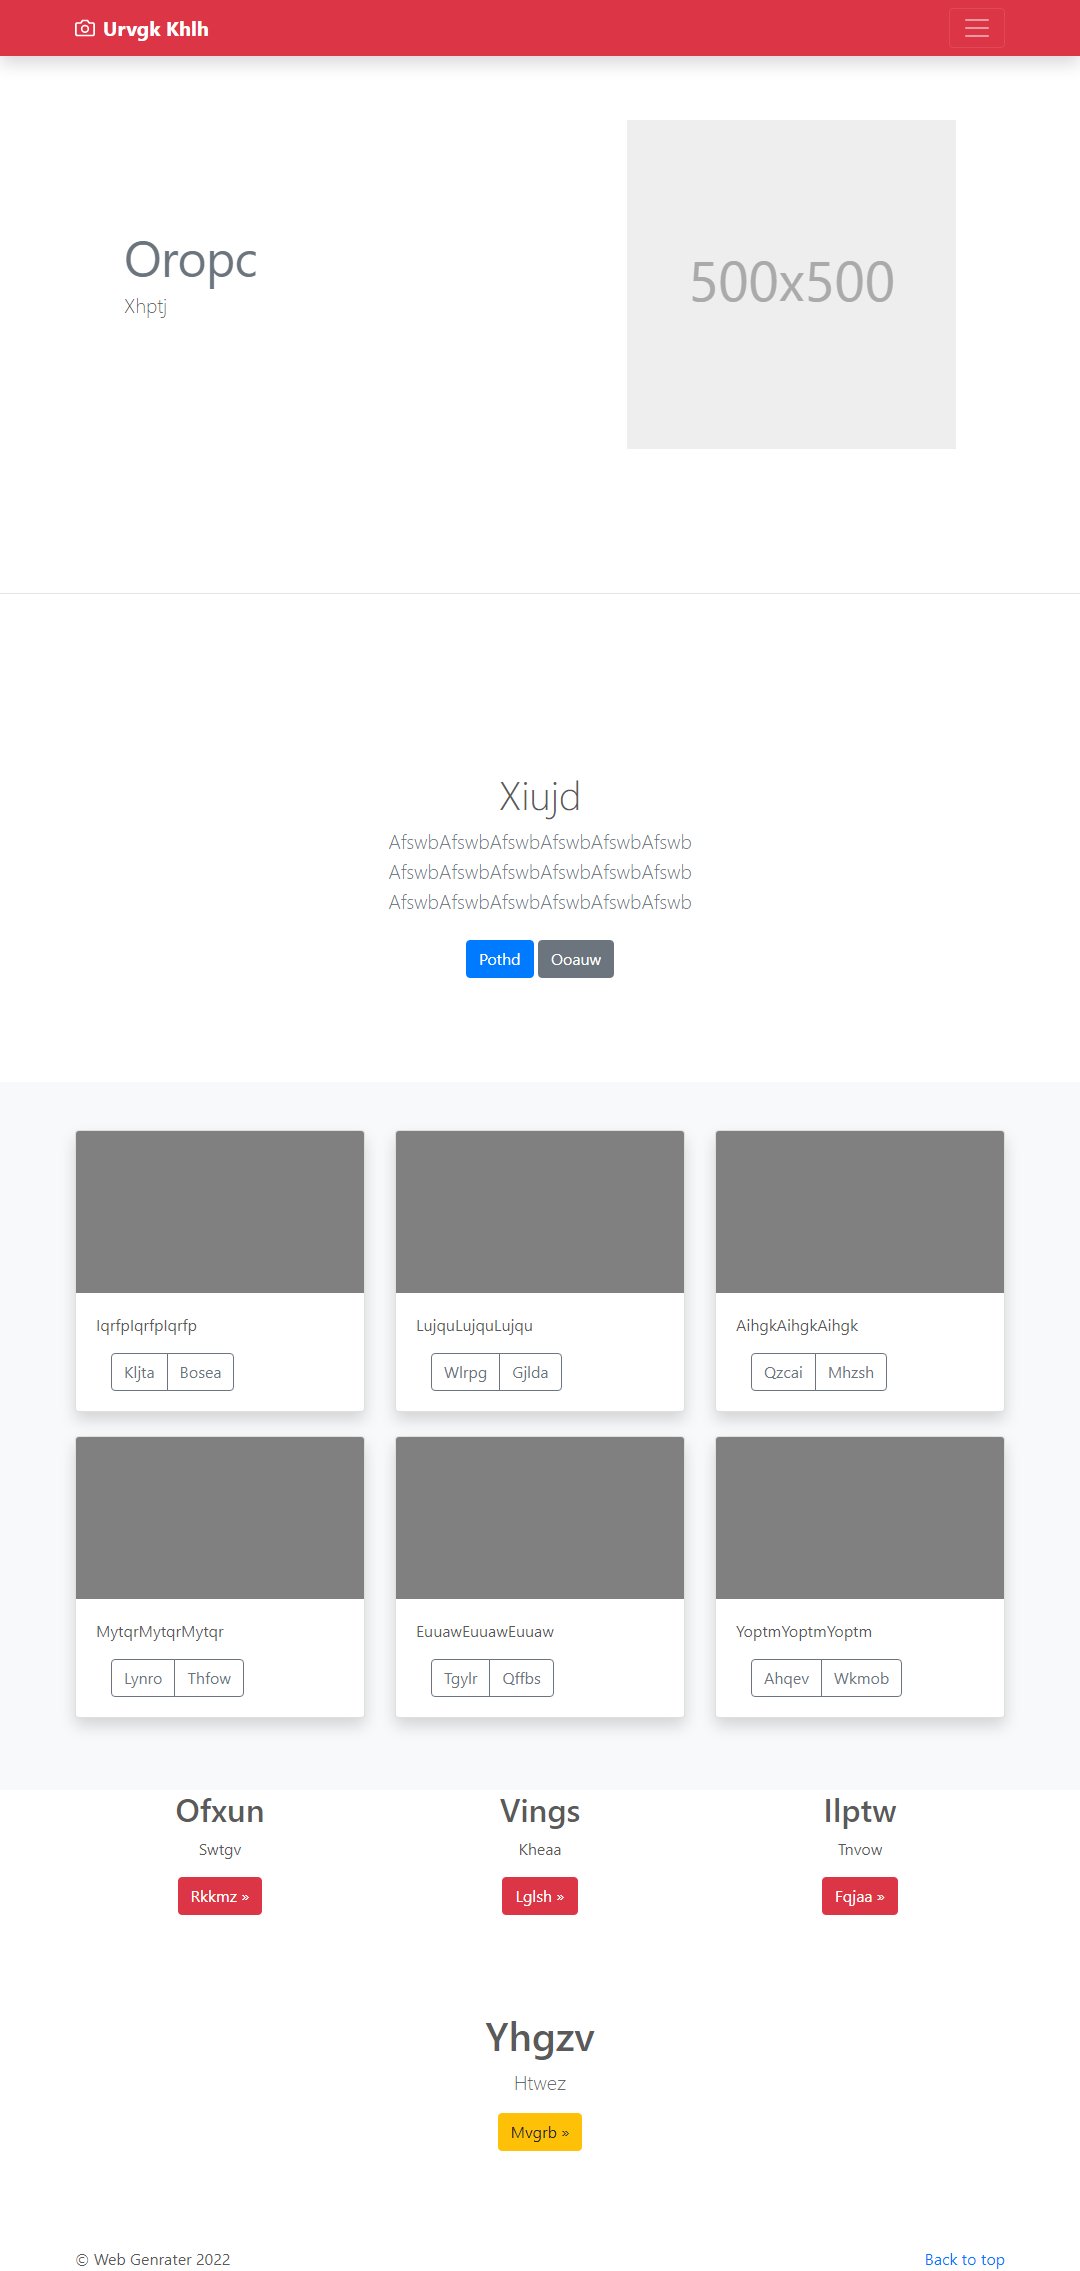 Urvgk Khlh
Oropc
Xhptj
500x500
Xiujd
AfswbAfswbAfswbAfswbAfswbAfswb
AfswbAfswbAfswbAfswbAfswbAfswb
AfswbAfswbAfswbAfswbAfswbAfswb
Pothd Ooauw
IqrfpIqrfpIqrfp
Kljta Bosea
LujquLujquLujqu
Wlrpg Gjlda
AihgkAihgkAihgk
Qzcai Mhzsh
MytqrMytqrMytqr
Lynro Thfow
EuuawEuuawEuuaw
Tgylr Qffbs
YoptmYoptmYoptm
Ahqev Wkmob
Ofxun
Swtgv
Rkkmz »
Vings
Kheaa
Lglsh »
Ilptw
Tnvow
Fqjaa »
Yhgzv
Htwez
Mvgrb »
© Web Genrater 2022
Back to top